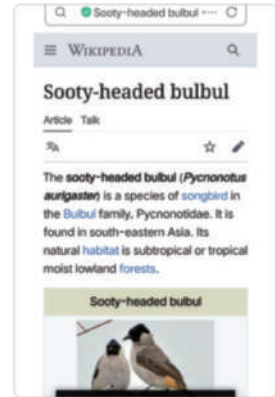 Sooty-headed bulbul
WIKIPEDIA
Sooty-headed bulbul
Article Talk
The sooty-headed bulbul (Pycnonotus
aurigaster) is a species of songbird in
the Bulbul family, Pycnonotidae. It is
found in south-eastern Asia. Its
natural habitat is subtropical or tropical
moist lowland forests.
Sooty-headed bulbul